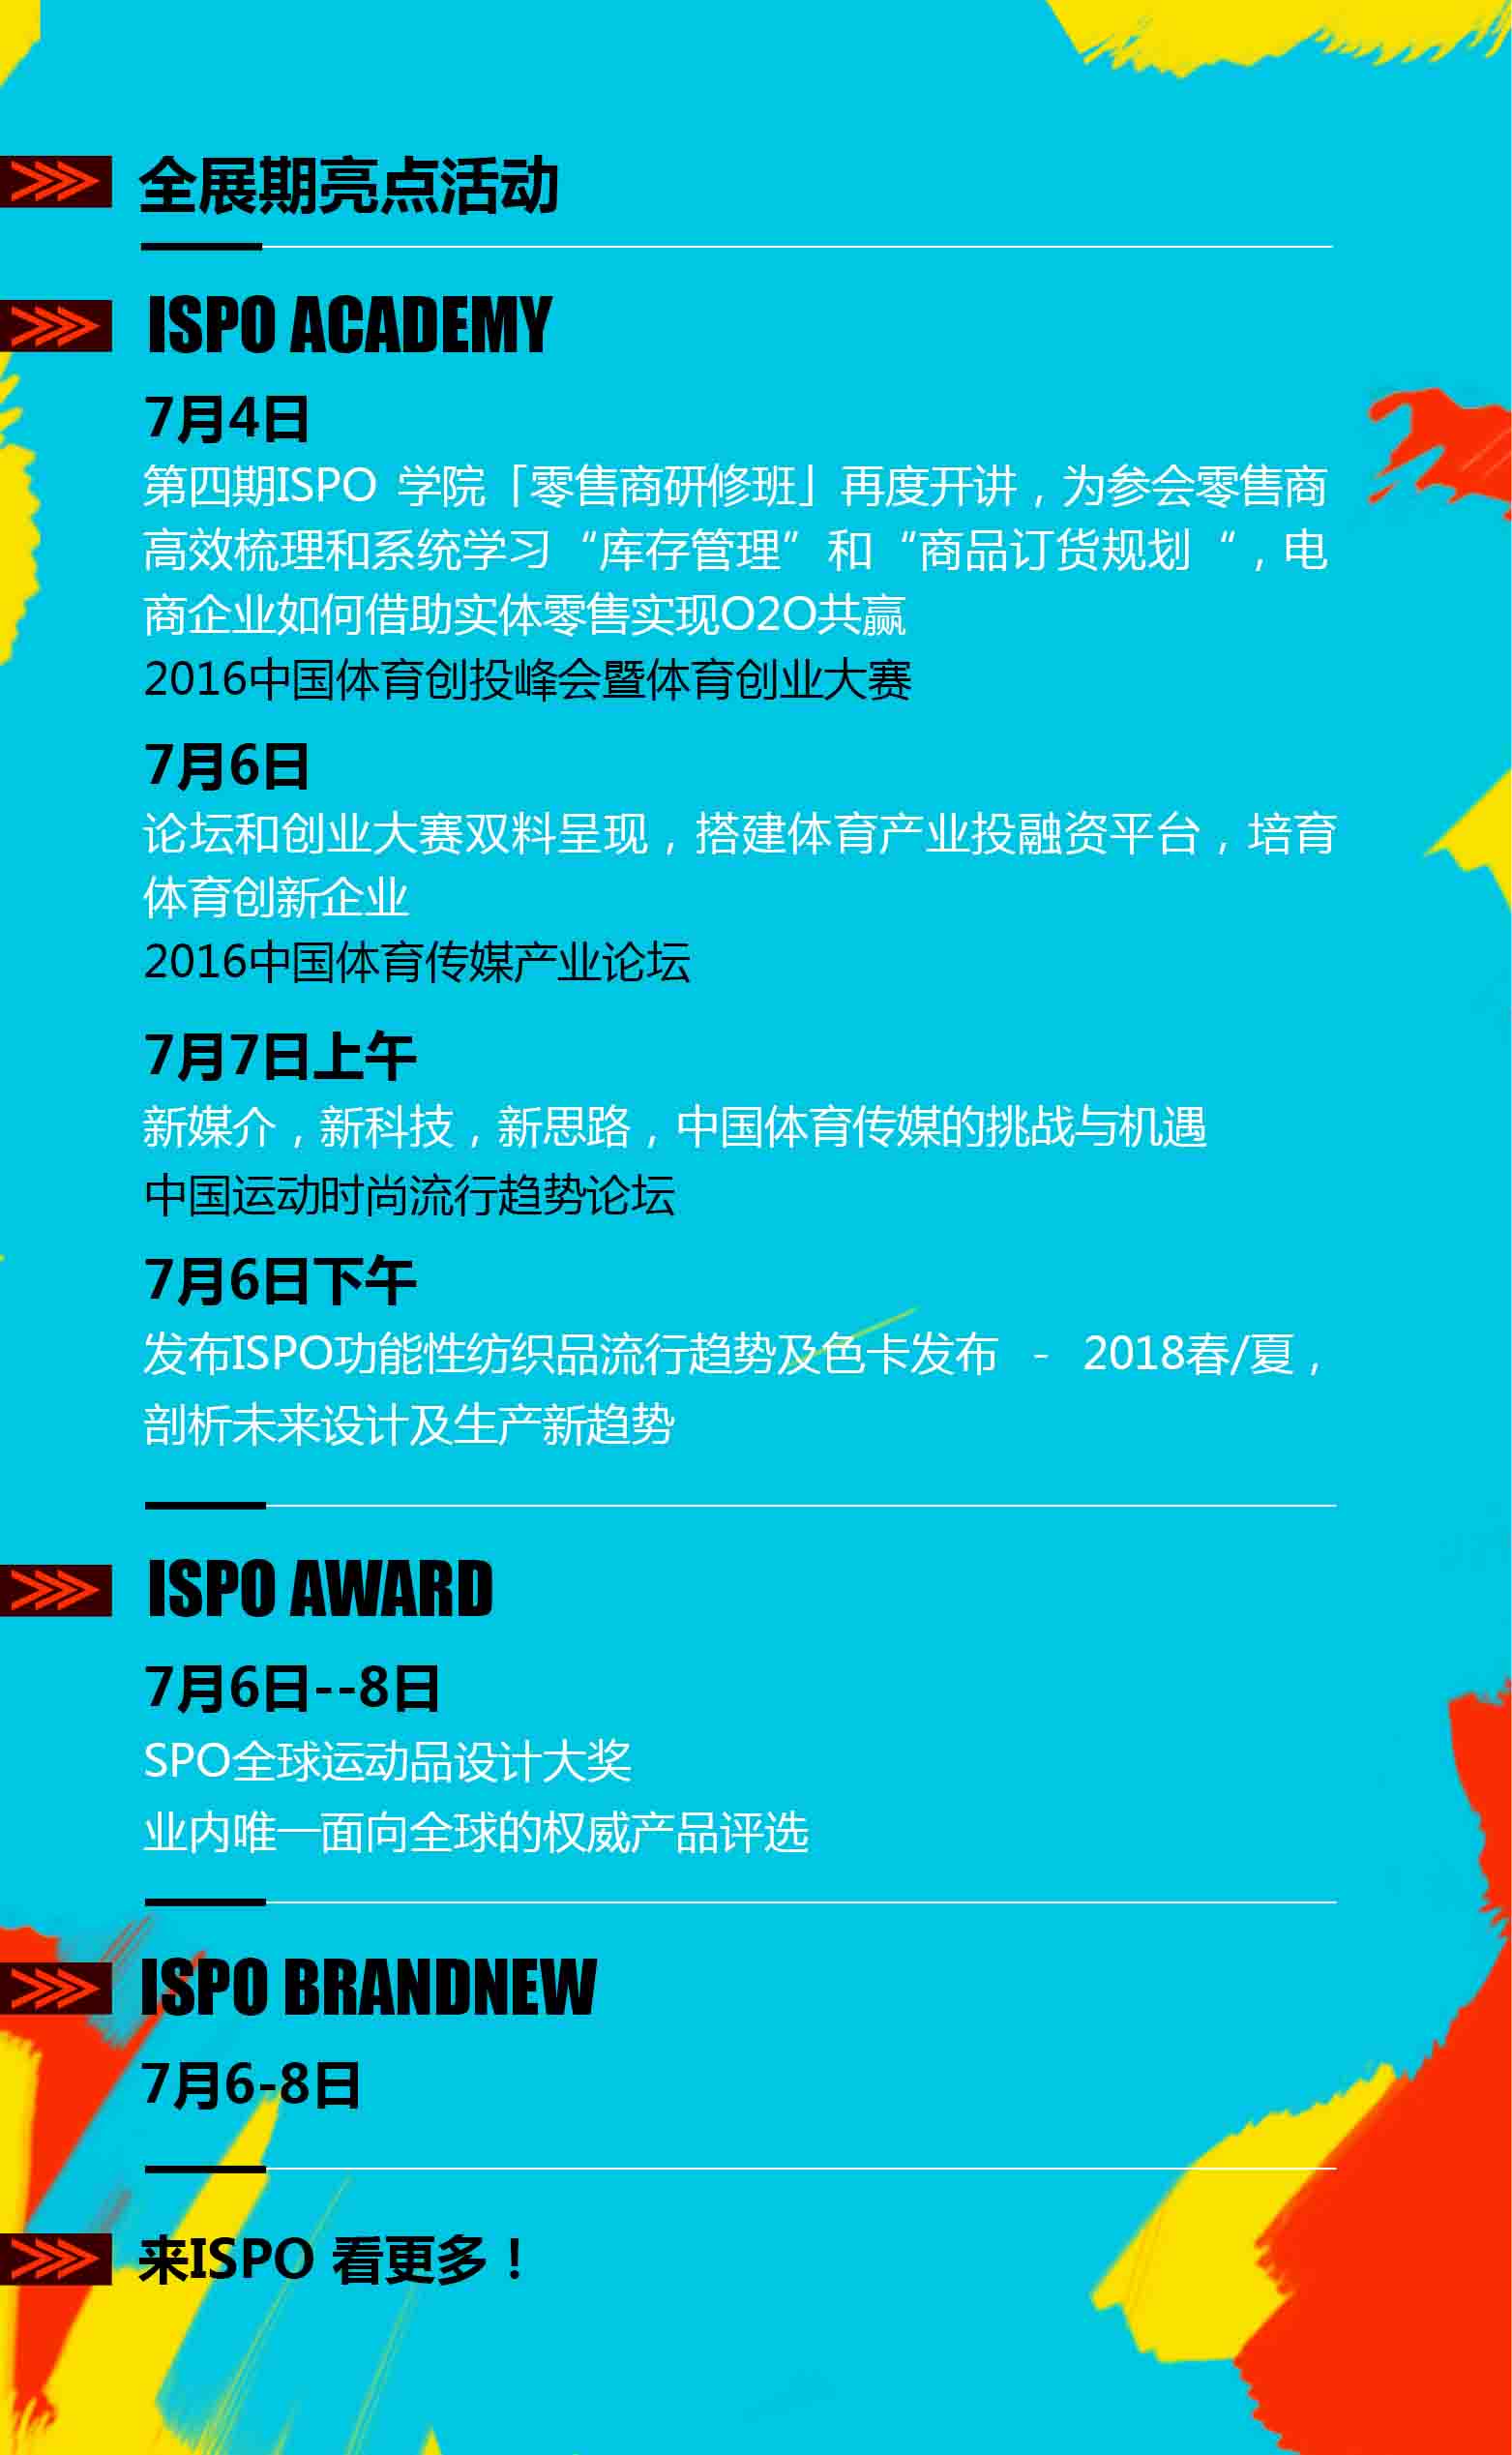 全展期亮点活动
ISPO ACADEMY
7月4日
第四期ISPO 学院「零售商研修班」再度开讲，为参会零售商
高效梳理和系统学习“库存管理”和“商品订货规划“，电
商企业如何借助实体零售实现O2O共赢
2016中国体育创投峰会暨体育创业大赛
7月6日
论坛和创业大赛双料呈现，搭建体育产业投融资平台，培育
体育创新企业
2016中国体育传媒产业论坛
7月7日上午
新媒介，新科技，新思路，中国体育传媒的挑战与机遇
中国运动时尚流行趋势论坛
7月6日下午
发布ISPO功能性纺织品流行趋势及色卡发布 - 2018春/夏，
剖析未来设计及生产新趋势
ISPO AWARD
7月6日--8日
SPO全球运动品设计大奖
业内唯一面向全球的权威产品评选
ISPO BRANDNEW
7月6-8日
来ISPO 看更多！